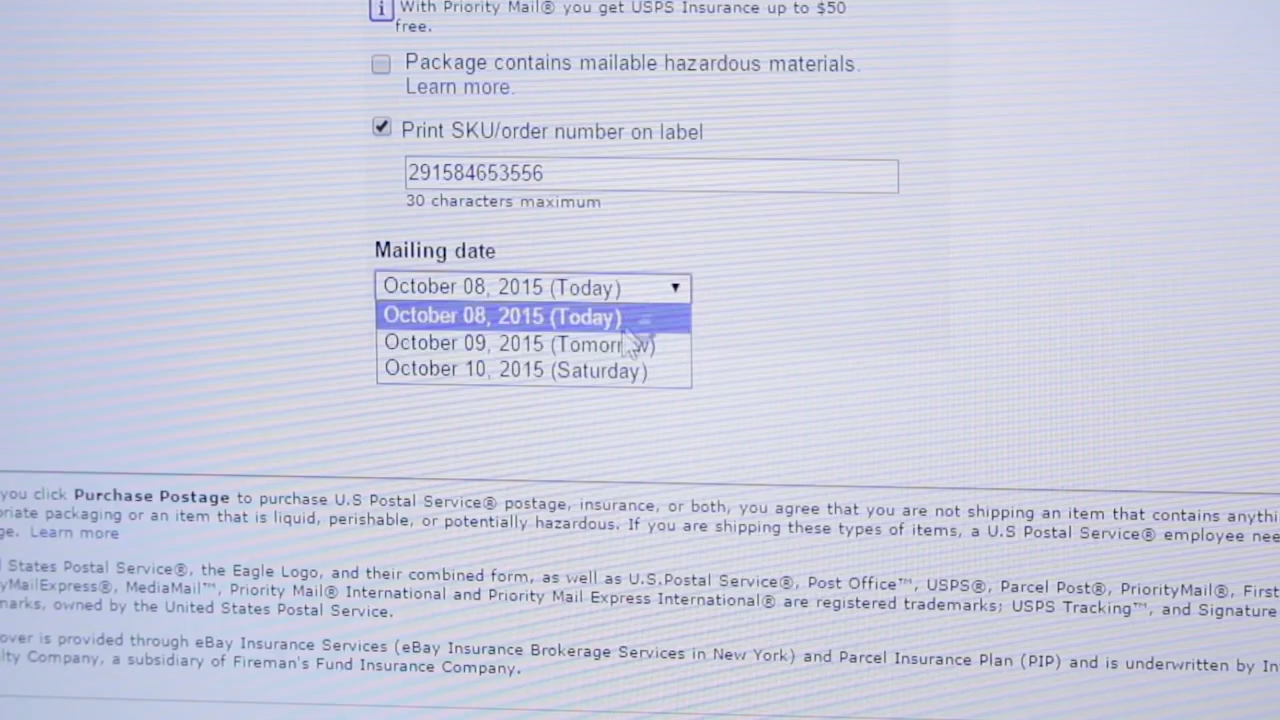 i With Priority Mail® you get USPS Insurance up to $50
free.
Package contains mailable hazardous materials.
Learn more.
Print SKU/order number on label
291584653556
30 characters maximum
Mailing date
October 08, 2015 (Today)
October 08, 2015 (Today)
October 09, 2015
October 10, 2015 (Saturday)
you click Purchase Postage to purchase U.S Postal Service® postage, insurance, or both, you agree that you are not shipping an item that contains
packaging or an item that is liquid, perishable, or potentially hazardous. If you are shipping these types of items, a U.S Postal Service® employee
Learn more
States Postal Service®, the Eagle Logo, and their combined form, as well as U.S.Postal Service®, Post Office™, USPS®, Parcel Post®, PriorityMail®, First
MediaMail™, Priority Mail® International and Priority Mail Express International® are registered trademarks; USPS Tracking™, and Signature
owned by the United States Postal Service.
is provided through eBay Insurance Services (eBay Insurance Brokerage Services in New York) and Parcel Insurance Plan (PIP) and is underwritten by
Company, a subsidiary of Fireman's Fund Insurance Company.